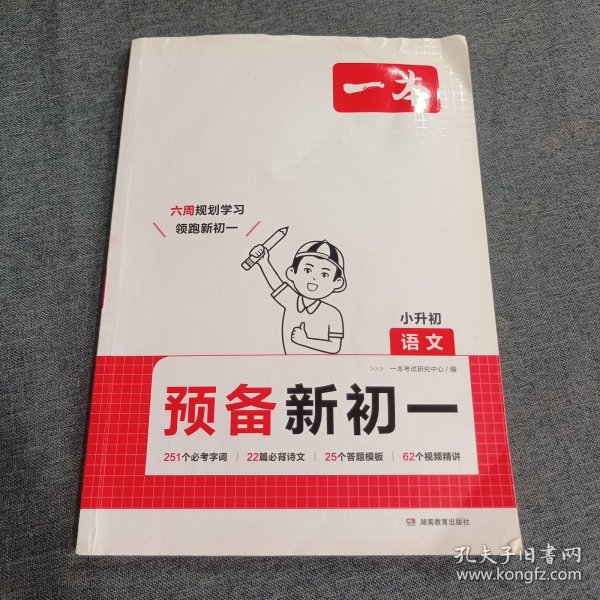 一本
六周规划学习
领跑新初一
小升初
语文
>>> 一本考试研究中心/编
预备新初一
251个必考字词 | 22篇必背诗文 | 25个答题模板 | 62个视频精讲
湖南教育出版社
孔夫子旧书网
www.kongfz.com